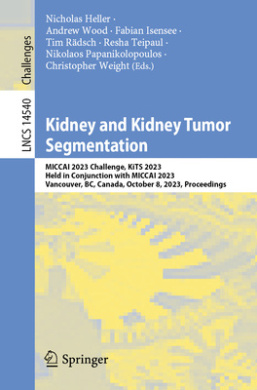 Nicholas Heller ·
Andrew Wood · Fabian Isensee ·
Tim Rädsch · Resha Teipaul ·
Nikolaos Papanikolopoulos ·
Christopher Weight (Eds.)
LNCS 14540
Challenges
Kidney and Kidney Tumor
Segmentation
MICCAI 2023 Challenge, KiTS 2023
Held in Conjunction with MICCAI 2023
Vancouver, BC, Canada, October 8, 2023, Proceedings
Springer